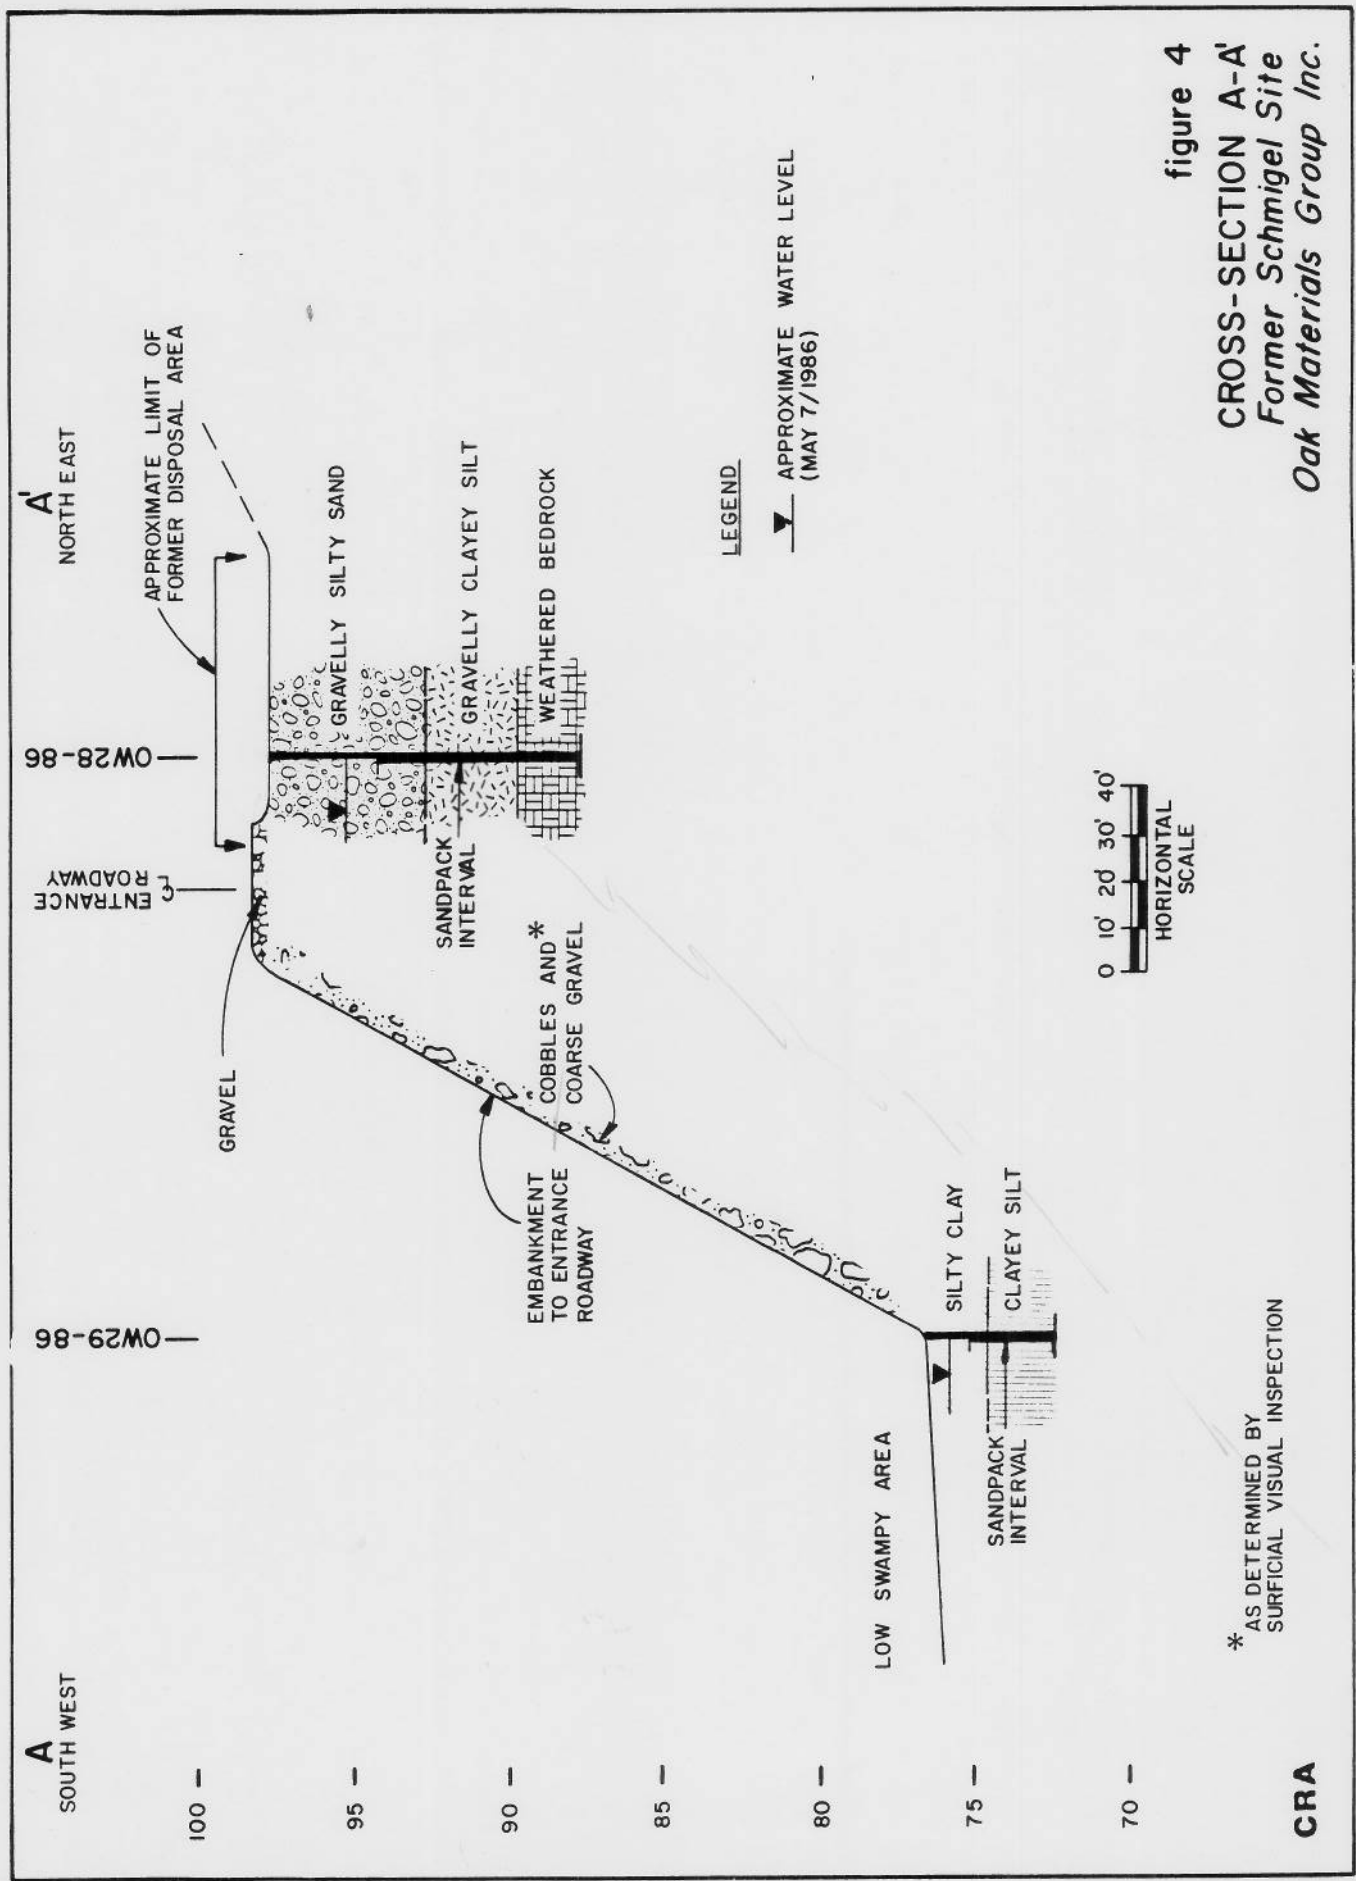 A
SOUTH WEST
OW29-86
℄ ENTRANCE
ROADWAY
OW28-86
A'
NORTH EAST
APPROXIMATE LIMIT OF
FORMER DISPOSAL AREA
100
95
90
85
80
75
70
GRAVEL
GRAVELLY SILTY SAND
SANDPACK
INTERVAL
GRAVELLY CLAYEY SILT
WEATHERED BEDROCK
EMBANKMENT
TO ENTRANCE
ROADWAY
COBBLES AND*
COARSE GRAVEL
LOW SWAMPY AREA
SILTY CLAY
SANDPACK
INTERVAL
CLAYEY SILT
LEGEND
APPROXIMATE WATER LEVEL
(MAY 7/1986)
0 10' 20' 30' 40'
HORIZONTAL
SCALE
* AS DETERMINED BY
SURFICIAL VISUAL INSPECTION
figure 4
CROSS-SECTION A-A'
Former Schmigel Site
Oak Materials Group Inc.
CRA